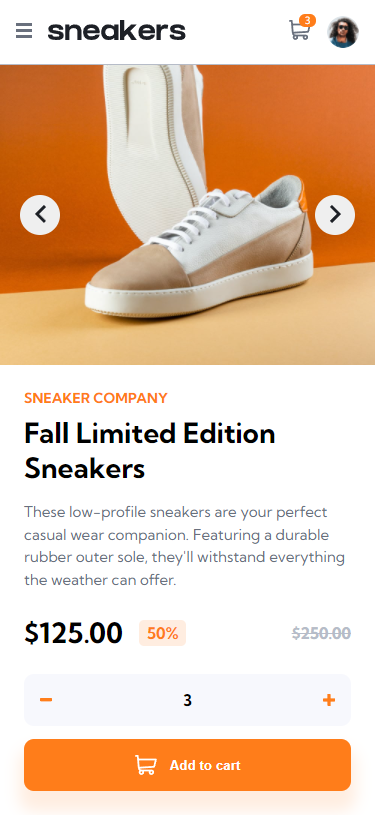 sneakers
3
SNEAKER COMPANY
Fall Limited Edition
Sneakers
These low-profile sneakers are your perfect
casual wear companion. Featuring a durable
rubber outer sole, they'll withstand everything
the weather can offer.
$125.00 50% $250.00
3
Add to cart